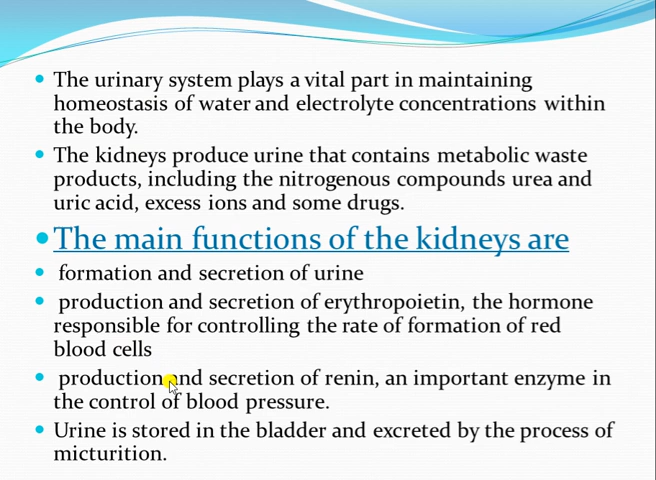 The urinary system plays a vital part in maintaining
homeostasis of water and electrolyte concentrations within
the body.
The kidneys produce urine that contains metabolic waste
products, including the nitrogenous compounds urea and
uric acid, excess ions and some drugs.
The main functions of the kidneys are
formation and secretion of urine
production and secretion of erythropoietin, the hormone
responsible for controlling the rate of formation of red
blood cells
production and secretion of renin, an important enzyme in
the control of blood pressure.
Urine is stored in the bladder and excreted by the process of
micturition.